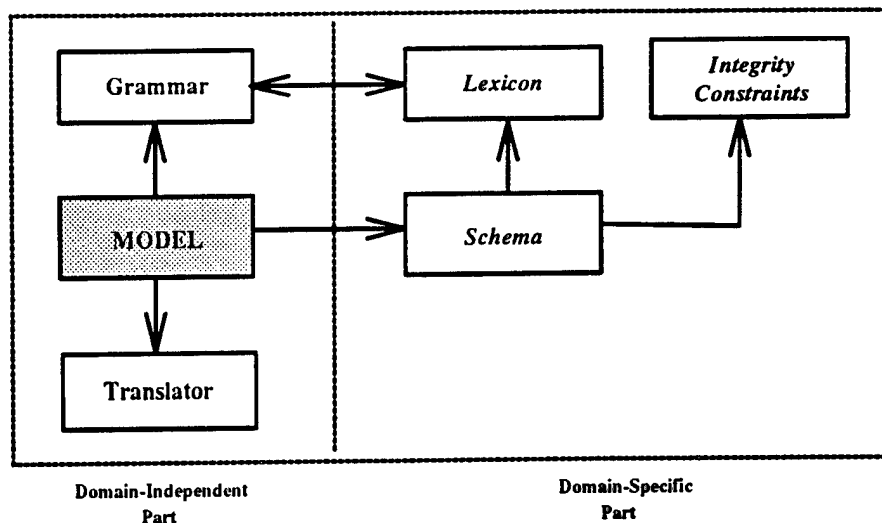 Grammar
Lexicon
Integrity
Constraints
MODEL
Schema
Translator
Domain-Independent
Part
Domain-Specific
Part